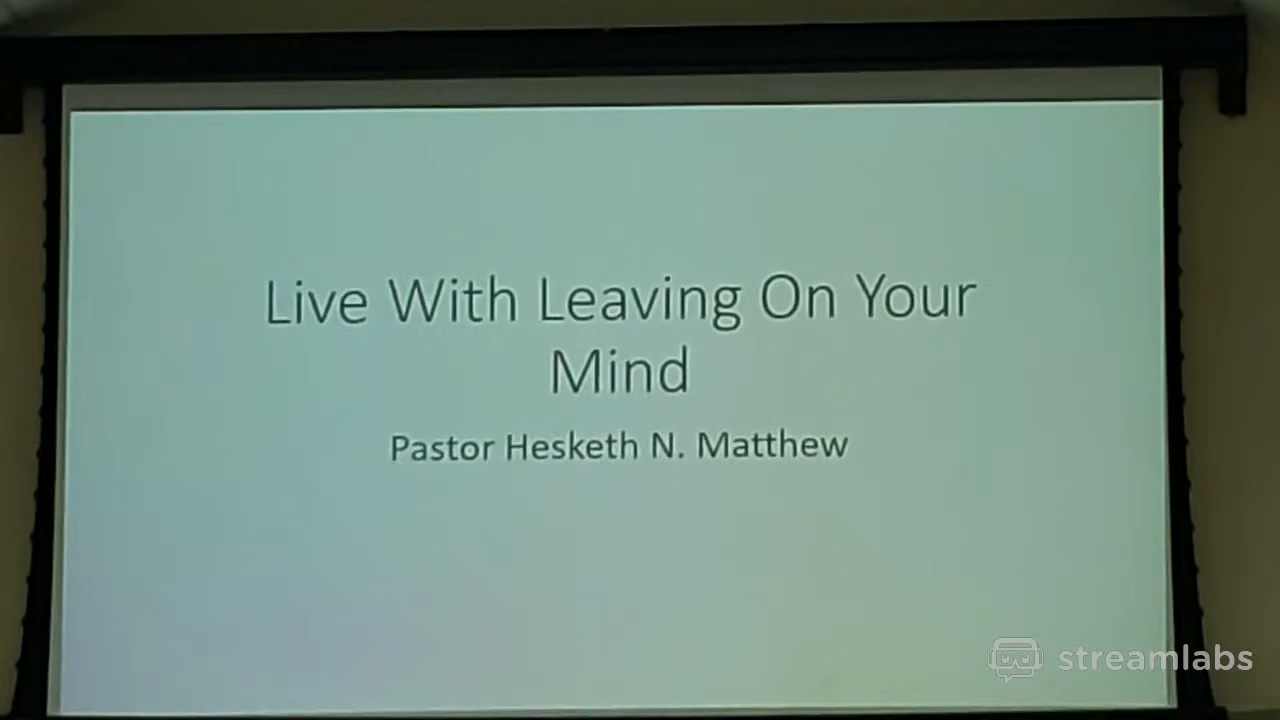 Live With Leaving On Your
Mind
Pastor Hesketh N. Matthew
streamlabs